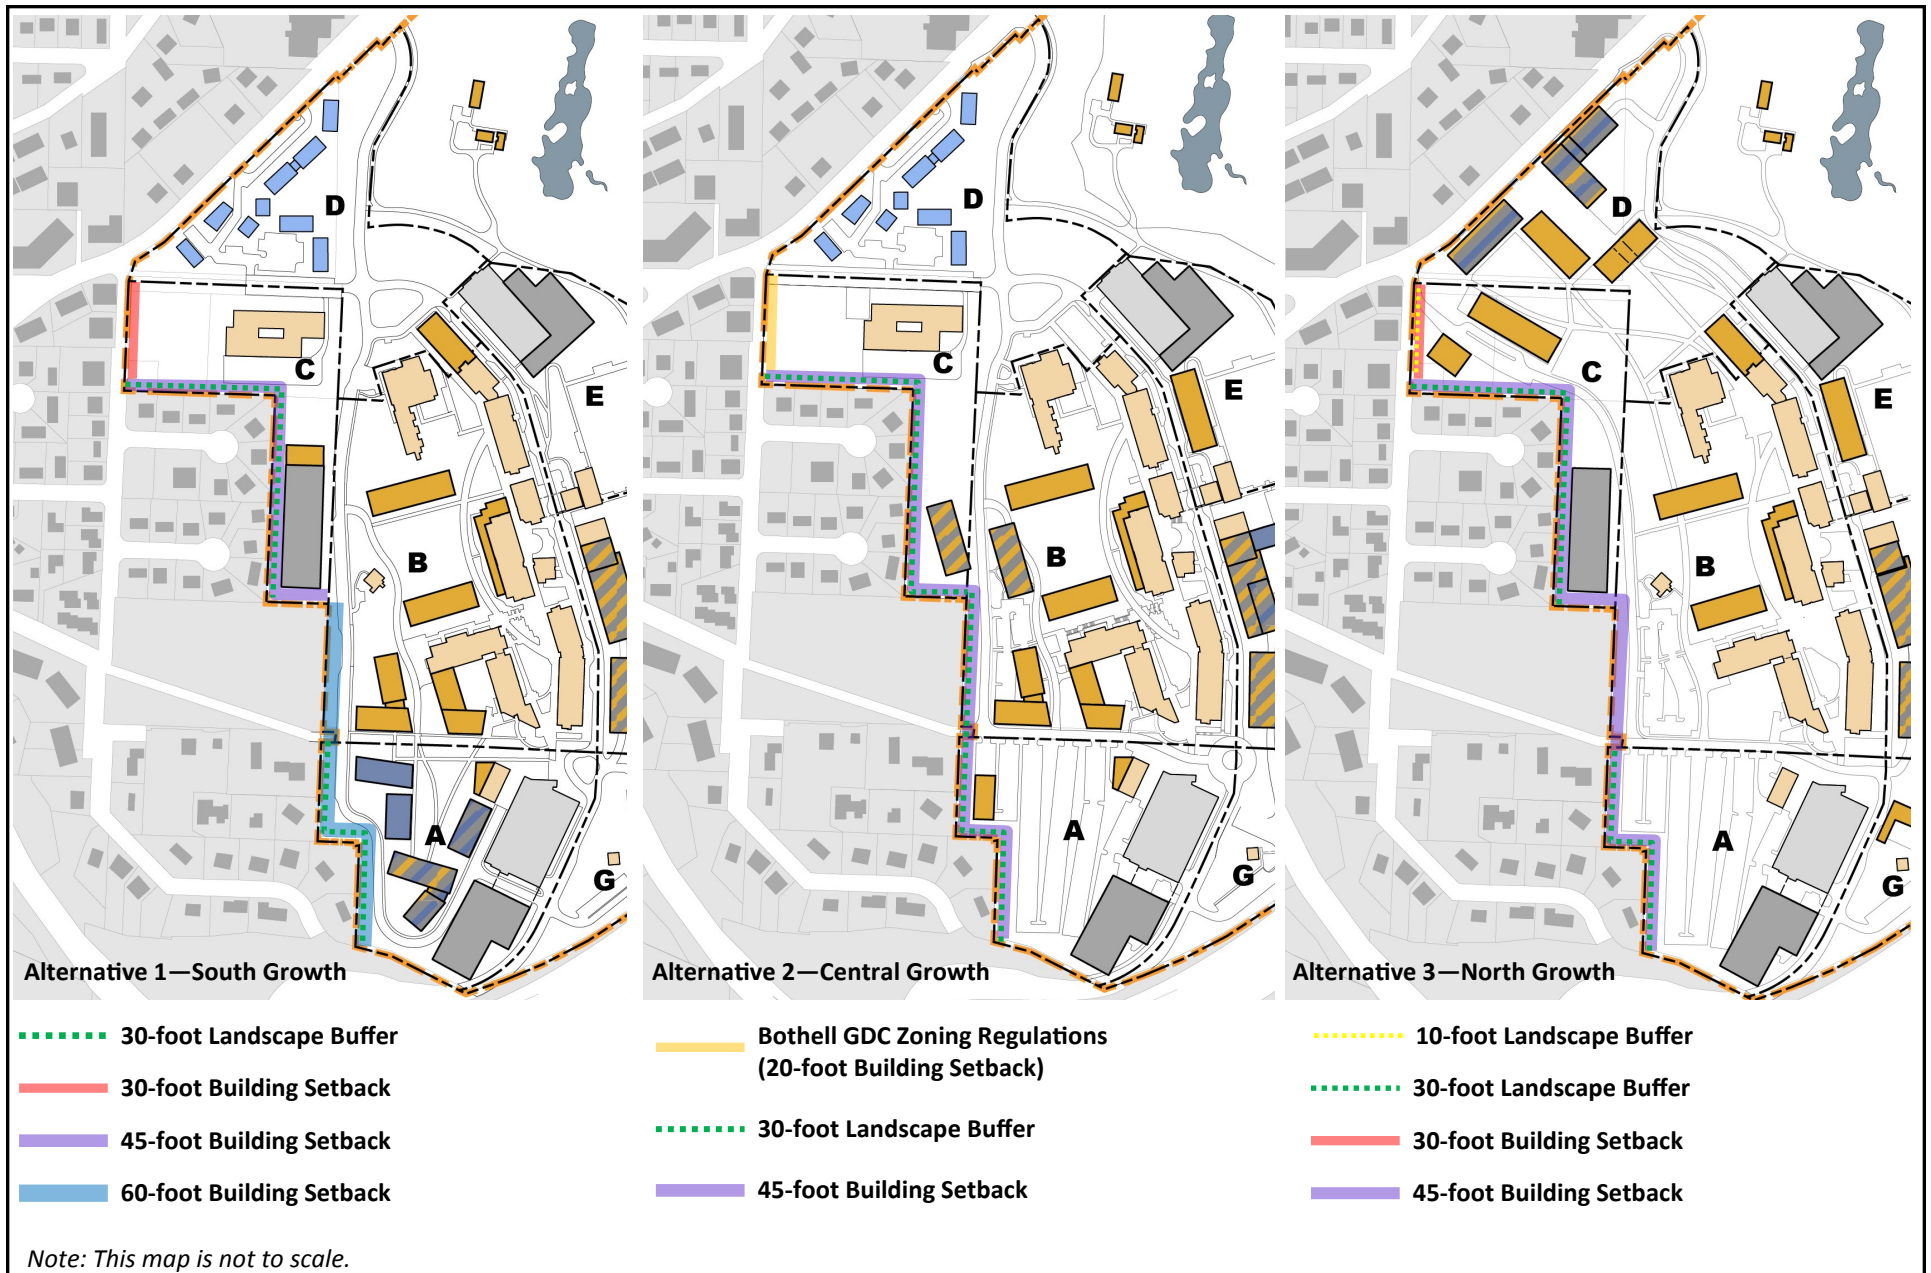 D
C
E
B
A
G
Alternative 1—South Growth
D
C
E
B
A
G
Alternative 2—Central Growth
D
C
E
B
A
G
Alternative 3—North Growth
30-foot Landscape Buffer
30-foot Building Setback
45-foot Building Setback
60-foot Building Setback
Bothell GDC Zoning Regulations
(20-foot Building Setback)
30-foot Landscape Buffer
45-foot Building Setback
10-foot Landscape Buffer
30-foot Landscape Buffer
30-foot Building Setback
45-foot Building Setback
Note: This map is not to scale.